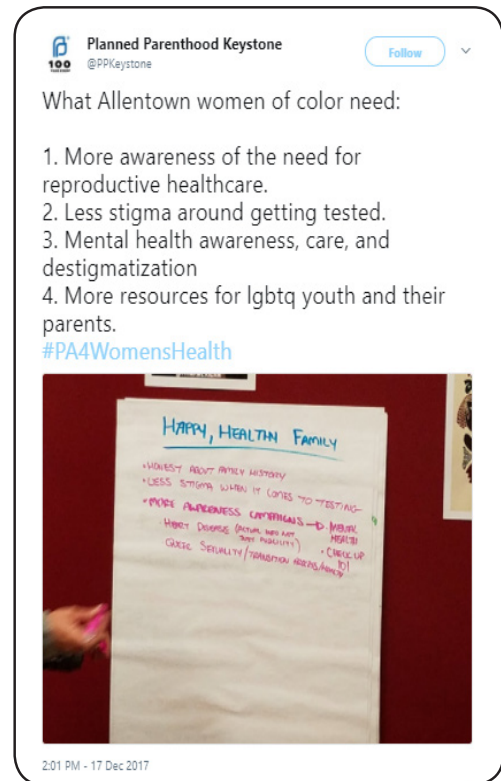 100
Planned Parenthood Keystone
@PPKeystone
Follow
What Allentown women of color need:
1. More awareness of the need for
reproductive healthcare.
2. Less stigma around getting tested.
3. Mental health awareness, care, and
destigmatization
4. More resources for lgbtq youth and their
parents.
#PA4WomensHealth
HAPPY, HEALTHY FAMILY
• HONEST ABOUT FAMILY HISTORY
• LESS STIGMA WHEN IT COMES TO TESTING
• MORE AWARENESS CAMPAIGNS → MENTAL
HEALTH
HEART DISEASE (ACTUAL
• CHECK UP
101
QUEER SEXUALITY/TRANSITION
2:01 PM - 17 Dec 2017